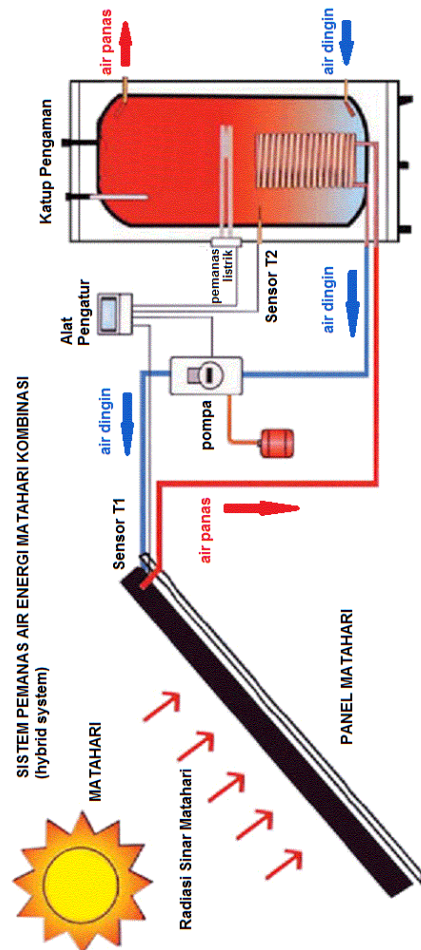 SISTEM PEMANAS AIR ENERGI MATAHARI KOMBINASI
(hybrid system)
MATAHARI
Radiasi Sinar Matahari
PANEL MATAHARI
Sensor T1
air dingin
air panas
pompa
Alat
Pengatur
pemanas
listrik
Sensor T2
air dingin
Katup Pengaman
air panas
air dingin